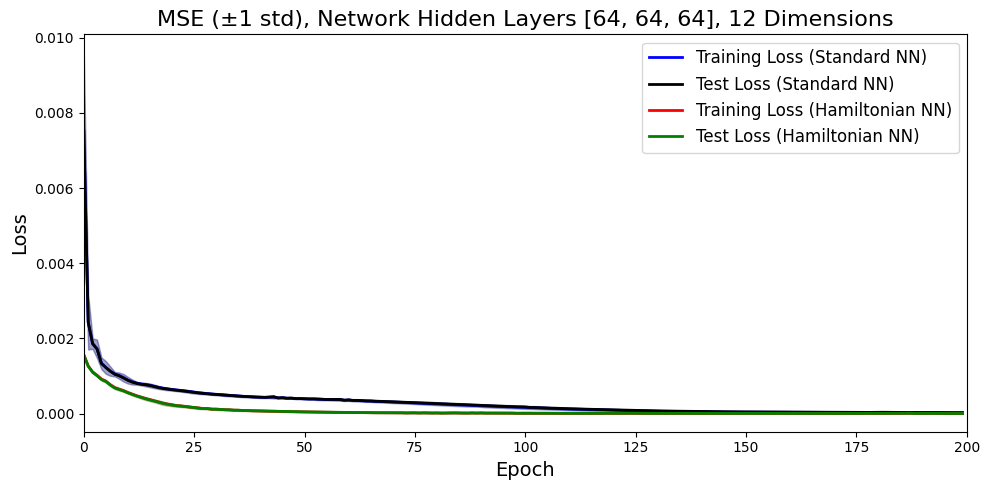 MSE (±1 std), Network Hidden Layers [64, 64, 64], 12 Dimensions
Training Loss (Standard NN)
Test Loss (Standard NN)
Training Loss (Hamiltonian NN)
Test Loss (Hamiltonian NN)
Loss
0.010
0.008
0.006
0.004
0.002
0.000
0 25 50 75 100 125 150 175 200
Epoch